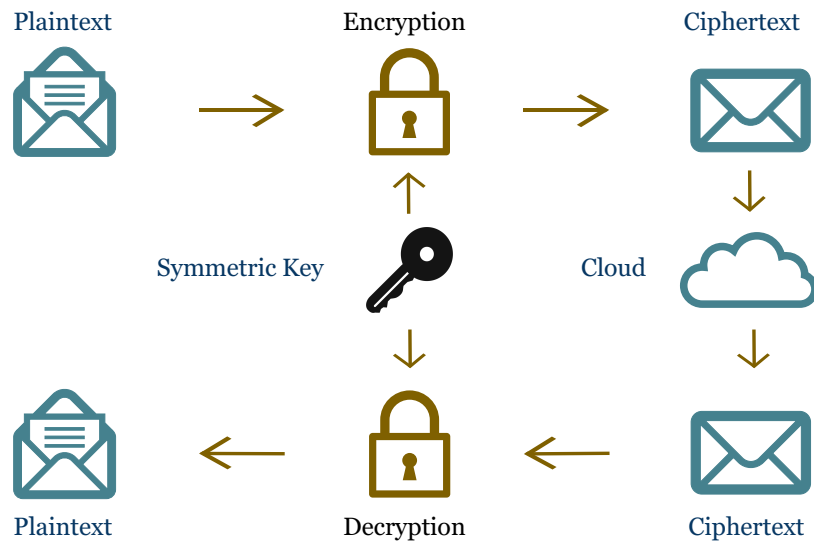 Plaintext
Encryption
Ciphertext
Symmetric Key
Cloud
Plaintext
Decryption
Ciphertext